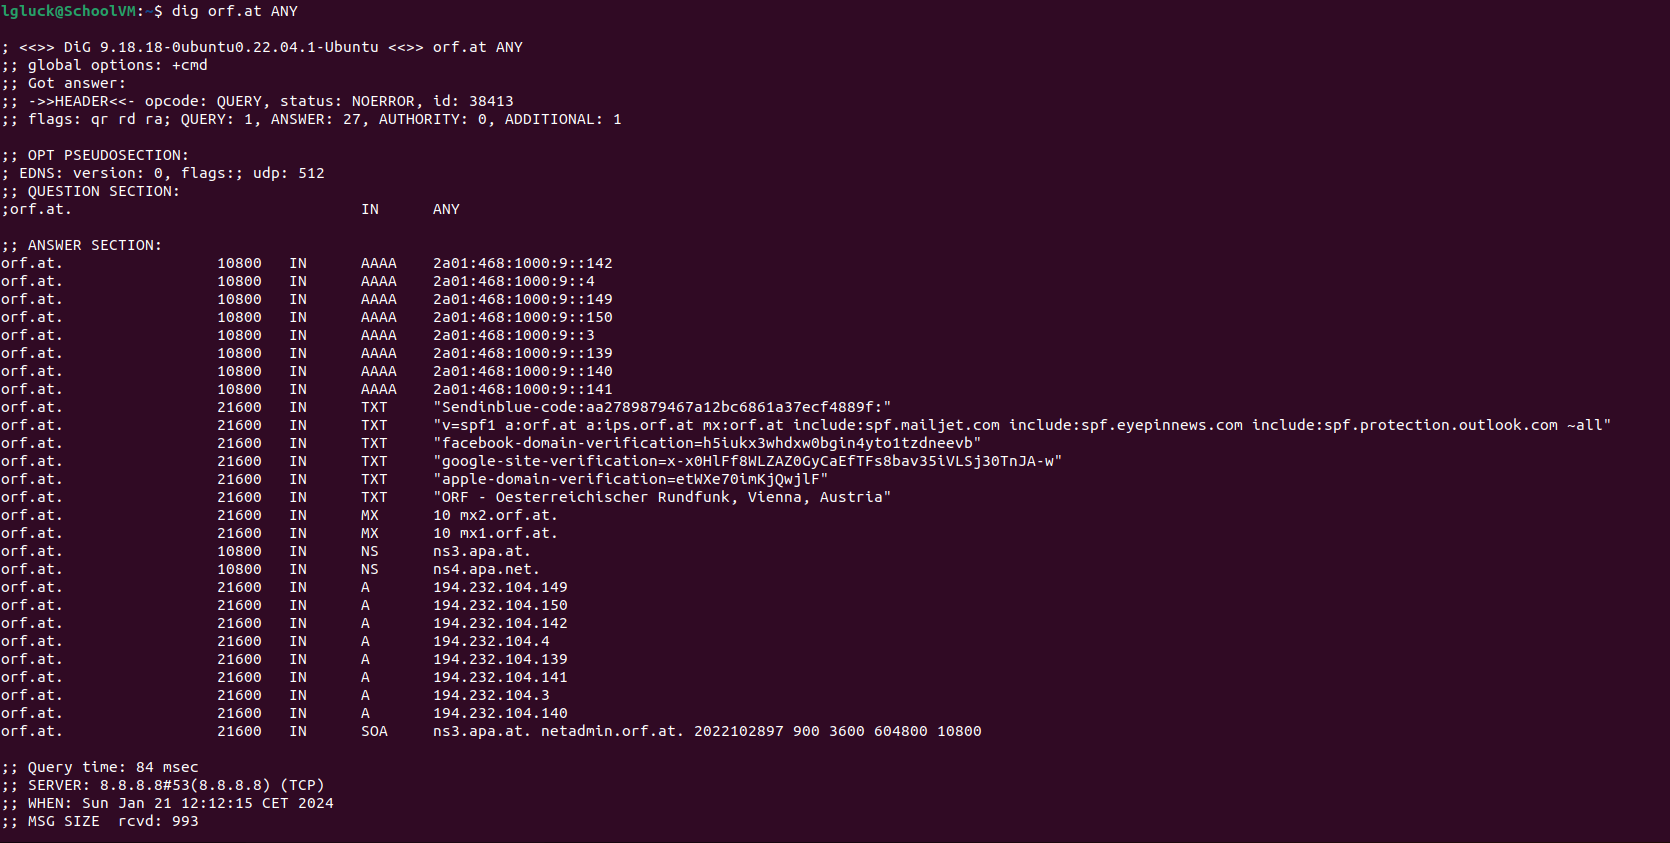 lgluck@SchoolVM:~$ dig orf.at ANY

; <<>> DiG 9.18.18-0ubuntu0.22.04.1-Ubuntu <<>> orf.at ANY
;; global options: +cmd
;; Got answer:
;; ->>HEADER<<- opcode: QUERY, status: NOERROR, id: 38413
;; flags: qr rd ra; QUERY: 1, ANSWER: 27, AUTHORITY: 0, ADDITIONAL: 1

;; OPT PSEUDOSECTION:
; EDNS: version: 0, flags:; udp: 512
;; QUESTION SECTION:
;orf.at.				IN	ANY

;; ANSWER SECTION:
orf.at.			10800	IN	AAAA	2a01:468:1000:9::142
orf.at.			10800	IN	AAAA	2a01:468:1000:9::4
orf.at.			10800	IN	AAAA	2a01:468:1000:9::149
orf.at.			10800	IN	AAAA	2a01:468:1000:9::150
orf.at.			10800	IN	AAAA	2a01:468:1000:9::3
orf.at.			10800	IN	AAAA	2a01:468:1000:9::139
orf.at.			10800	IN	AAAA	2a01:468:1000:9::140
orf.at.			10800	IN	AAAA	2a01:468:1000:9::141
orf.at.			21600	IN	TXT	"Sendinblue-code:aa2789879467a12bc6861a37ecf4889f:"
orf.at.			21600	IN	TXT	"v=spf1 a:orf.at a:ips.orf.at mx:orf.at include:spf.mailjet.com include:spf.eyepinnews.com include:spf.protection.outlook.com ~all"
orf.at.			21600	IN	TXT	"facebook-domain-verification=h5iukx3whdxw0bgin4yto1tzdneevb"
orf.at.			21600	IN	TXT	"google-site-verification=x-x0HlFf8WLZAZ0GyCaEfTFs8bav35iVLSj30TnJA-w"
orf.at.			21600	IN	TXT	"apple-domain-verification=etWXe70imKjQwjlF"
orf.at.			21600	IN	TXT	"ORF - Oesterreichischer Rundfunk, Vienna, Austria"
orf.at.			21600	IN	MX	10 mx2.orf.at.
orf.at.			21600	IN	MX	10 mx1.orf.at.
orf.at.			10800	IN	NS	ns3.apa.at.
orf.at.			10800	IN	NS	ns4.apa.net.
orf.at.			21600	IN	A	194.232.104.149
orf.at.			21600	IN	A	194.232.104.150
orf.at.			21600	IN	A	194.232.104.142
orf.at.			21600	IN	A	194.232.104.4
orf.at.			21600	IN	A	194.232.104.139
orf.at.			21600	IN	A	194.232.104.141
orf.at.			21600	IN	A	194.232.104.3
orf.at.			21600	IN	A	194.232.104.140
orf.at.			21600	IN	SOA	ns3.apa.at. netadmin.orf.at. 2022102897 900 3600 604800 10800

;; Query time: 84 msec
;; SERVER: 8.8.8.8#53(8.8.8.8) (TCP)
;; WHEN: Sun Jan 21 12:12:15 CET 2024
;; MSG SIZE  rcvd: 993